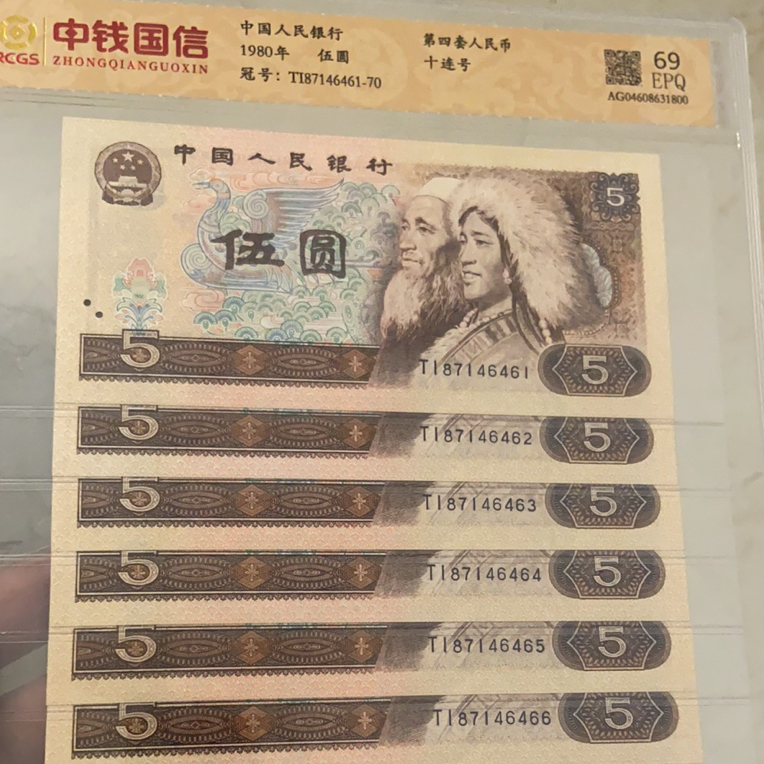 RCGS 中钱国信
ZHONGQIANGUOXIN
中国人民银行 第四套人民币
1980年 伍圆 十连号
冠号：TI87146461-70
69
EPQ
AG04608631800
中国人民银行
5
伍圆
5 TI87146461 5
5 TI87146462 5
5 TI87146463 5
5 TI87146464 5
5 TI87146465 5
5 TI87146466 5